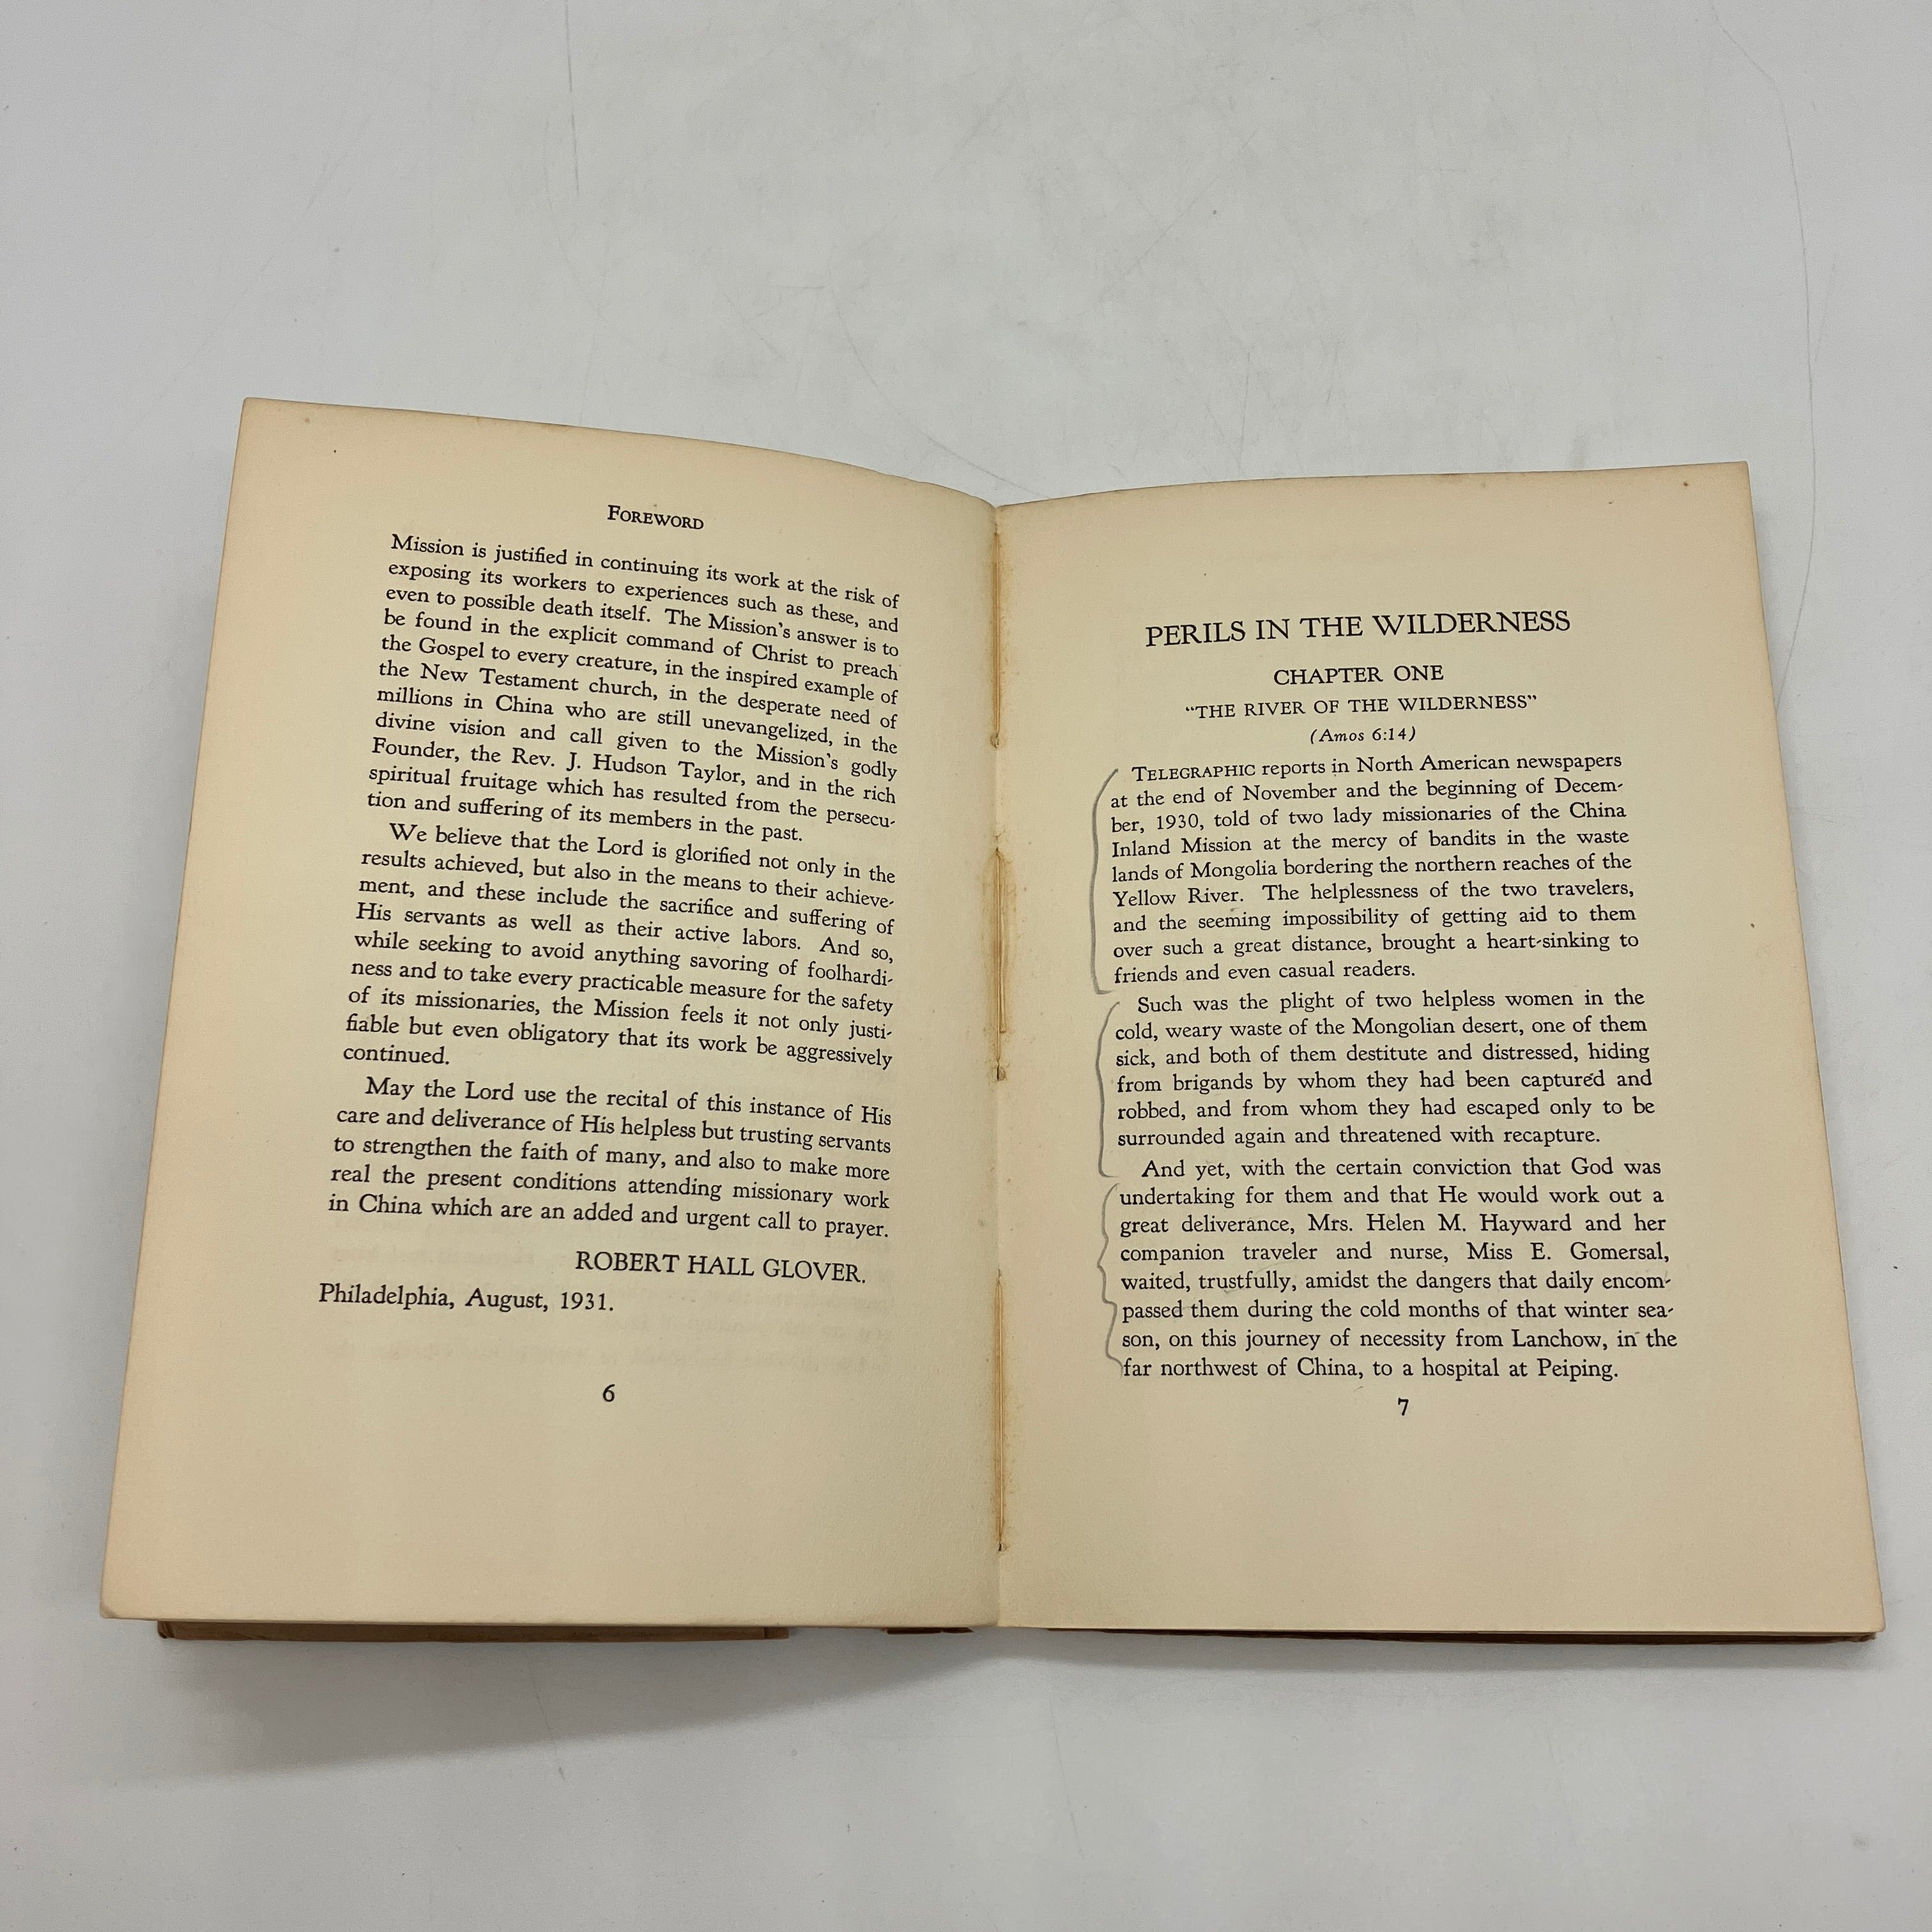 FOREWORD
Mission is justified in continuing its work at the risk of
exposing its workers to experiences such as these, and
even to possible death itself. The Mission's answer is to
be found in the explicit command of Christ to preach
the Gospel to every creature, in the inspired example of
the New Testament church, in the desperate need of
millions in China who are still unevangelized, in the
divine vision and call given to the Mission's godly
Founder, the Rev. J. Hudson Taylor, and in the rich
spiritual fruitage which has resulted from the persecu-
tion and suffering of its members in the past.
We believe that the Lord is glorified not only in the
results achieved, but also in the means to their achieve-
ment, and these include the sacrifice and suffering of
His servants as well as their active labors. And so,
while seeking to avoid anything savoring of foolhardi-
ness and to take every practicable measure for the safety
of its missionaries, the Mission feels it not only justi-
fiable but even obligatory that its work be aggressively
continued.
May the Lord use the recital of this instance of His
care and deliverance of His helpless but trusting servants
to strengthen the faith of many, and also to make more
real the present conditions attending missionary work
in China which are an added and urgent call to prayer.
ROBERT HALL GLOVER.
Philadelphia, August, 1931.
6
PERILS IN THE WILDERNESS
CHAPTER ONE
"THE RIVER OF THE WILDERNESS"
(Amos 6:14)
TELEGRAPHIC reports in North American newspapers
at the end of November and the beginning of Decem-
ber, 1930, told of two lady missionaries of the China
Inland Mission at the mercy of bandits in the waste
lands of Mongolia bordering the northern reaches of the
Yellow River. The helplessness of the two travelers,
and the seeming impossibility of getting aid to them
over such a great distance, brought a heart-sinking to
friends and even casual readers.
Such was the plight of two helpless women in the
cold, weary waste of the Mongolian desert, one of them
sick, and both of them destitute and distressed, hiding
from brigands by whom they had been captured and
robbed, and from whom they had escaped only to be
surrounded again and threatened with recapture.
And yet, with the certain conviction that God was
undertaking for them and that He would work out a
great deliverance, Mrs. Helen M. Hayward and her
companion traveler and nurse, Miss E. Gomersal,
waited, trustfully, amidst the dangers that daily encom-
passed them during the cold months of that winter sea-
son, on this journey of necessity from Lanchow, in the
far northwest of China, to a hospital at Peiping.
7